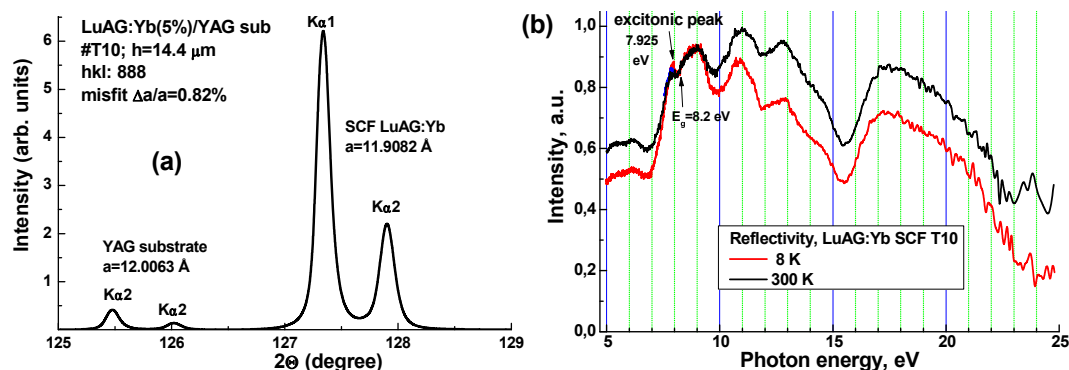 LuAG:Yb(5%)/YAG sub
#T10; h=14.4 μm
hkl: 888
misfit Δa/a=0.82%
Kα1
(a)
SCF LuAG:Yb
a=11.9082 Å
Kα2
YAG substrate
a=12.0063 Å
Kα2
Kα2
Intensity (arb. units)
0
1
2
3
4
5
6
125
126
127
128
129
2Θ (degree)
(b)
excitonic peak
7.925
eV
Eg=8.2 eV
Reflectivity, LuAG:Yb SCF T10
8 K
300 K
Intensity, a.u.
1,0
0,8
0,6
0,4
0,2
0,0
5
10
15
20
25
Photon energy, eV